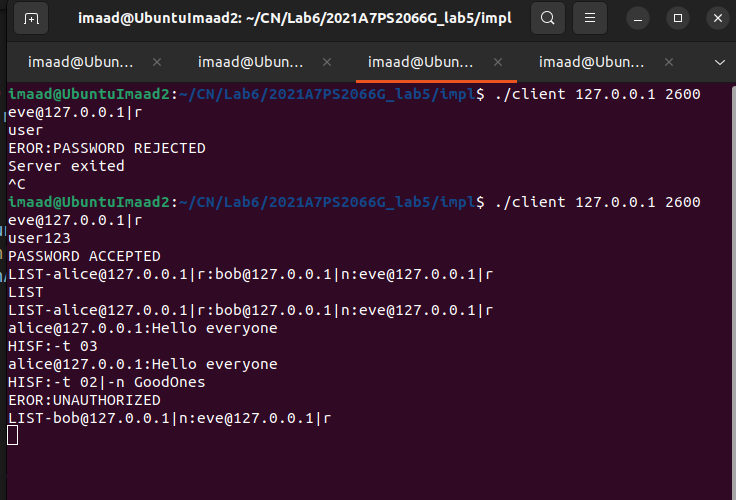 imaad@UbuntuImaad2: ~/CN/Lab6/2021A7PS2066G_lab5/impl
imaad@Ubun... imaad@Ubun... imaad@Ubun... imaad@Ubun...
imaad@UbuntuImaad2:~/CN/Lab6/2021A7PS2066G_lab5/impl$ ./client 127.0.0.1 2600
eve@127.0.0.1|r
user
EROR:PASSWORD REJECTED
Server exited
^C
imaad@UbuntuImaad2:~/CN/Lab6/2021A7PS2066G_lab5/impl$ ./client 127.0.0.1 2600
eve@127.0.0.1|r
user123
PASSWORD ACCEPTED
LIST-alice@127.0.0.1|r:bob@127.0.0.1|n:eve@127.0.0.1|r
LIST
LIST-alice@127.0.0.1|r:bob@127.0.0.1|n:eve@127.0.0.1|r
alice@127.0.0.1:Hello everyone
HISF:-t 03
alice@127.0.0.1:Hello everyone
HISF:-t 02|-n GoodOnes
EROR:UNAUTHORIZED
LIST-bob@127.0.0.1|n:eve@127.0.0.1|r